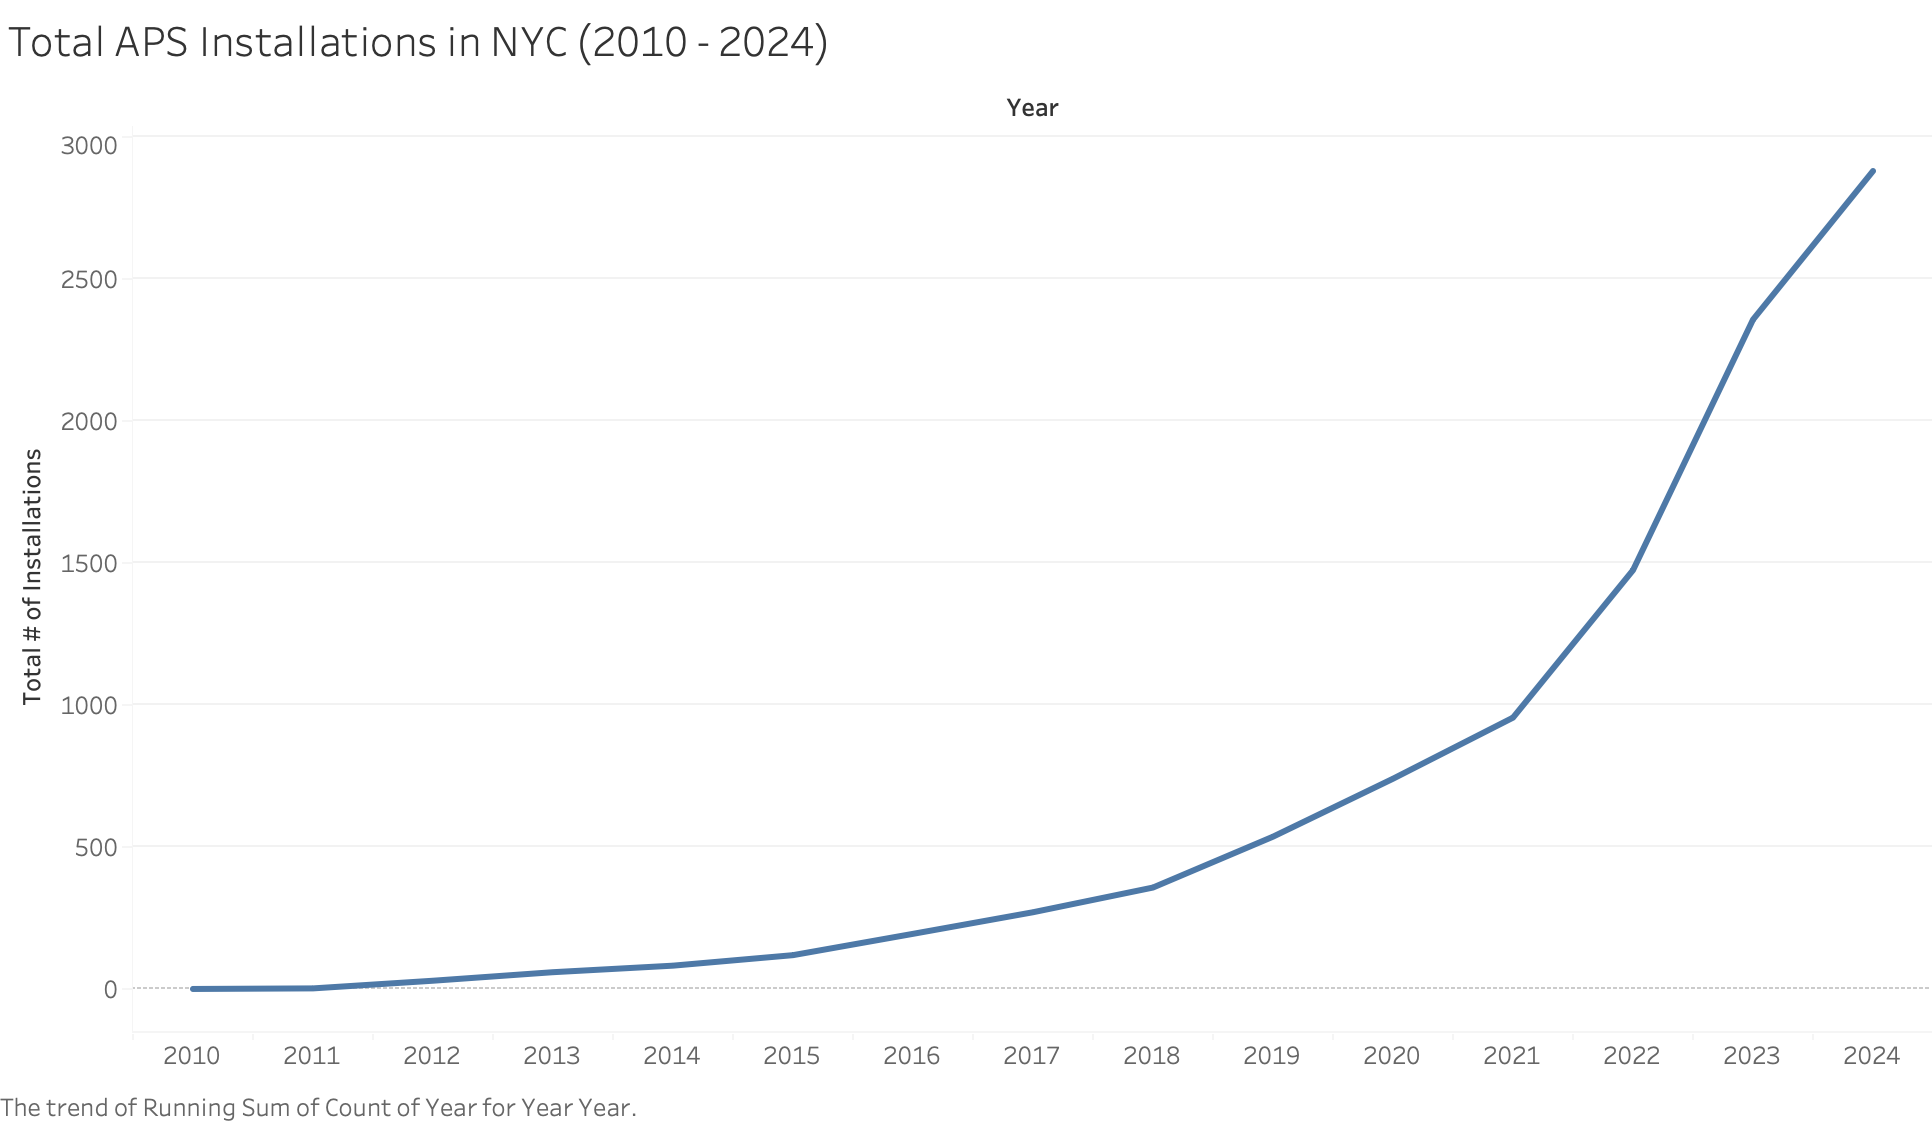 Total APS Installations in NYC (2010 - 2024)
Year
3000
2500
2000
1500
1000
500
0
Total # of Installations
2010 2011 2012 2013 2014 2015 2016 2017 2018 2019 2020 2021 2022 2023 2024
The trend of Running Sum of Count of Year for Year Year.